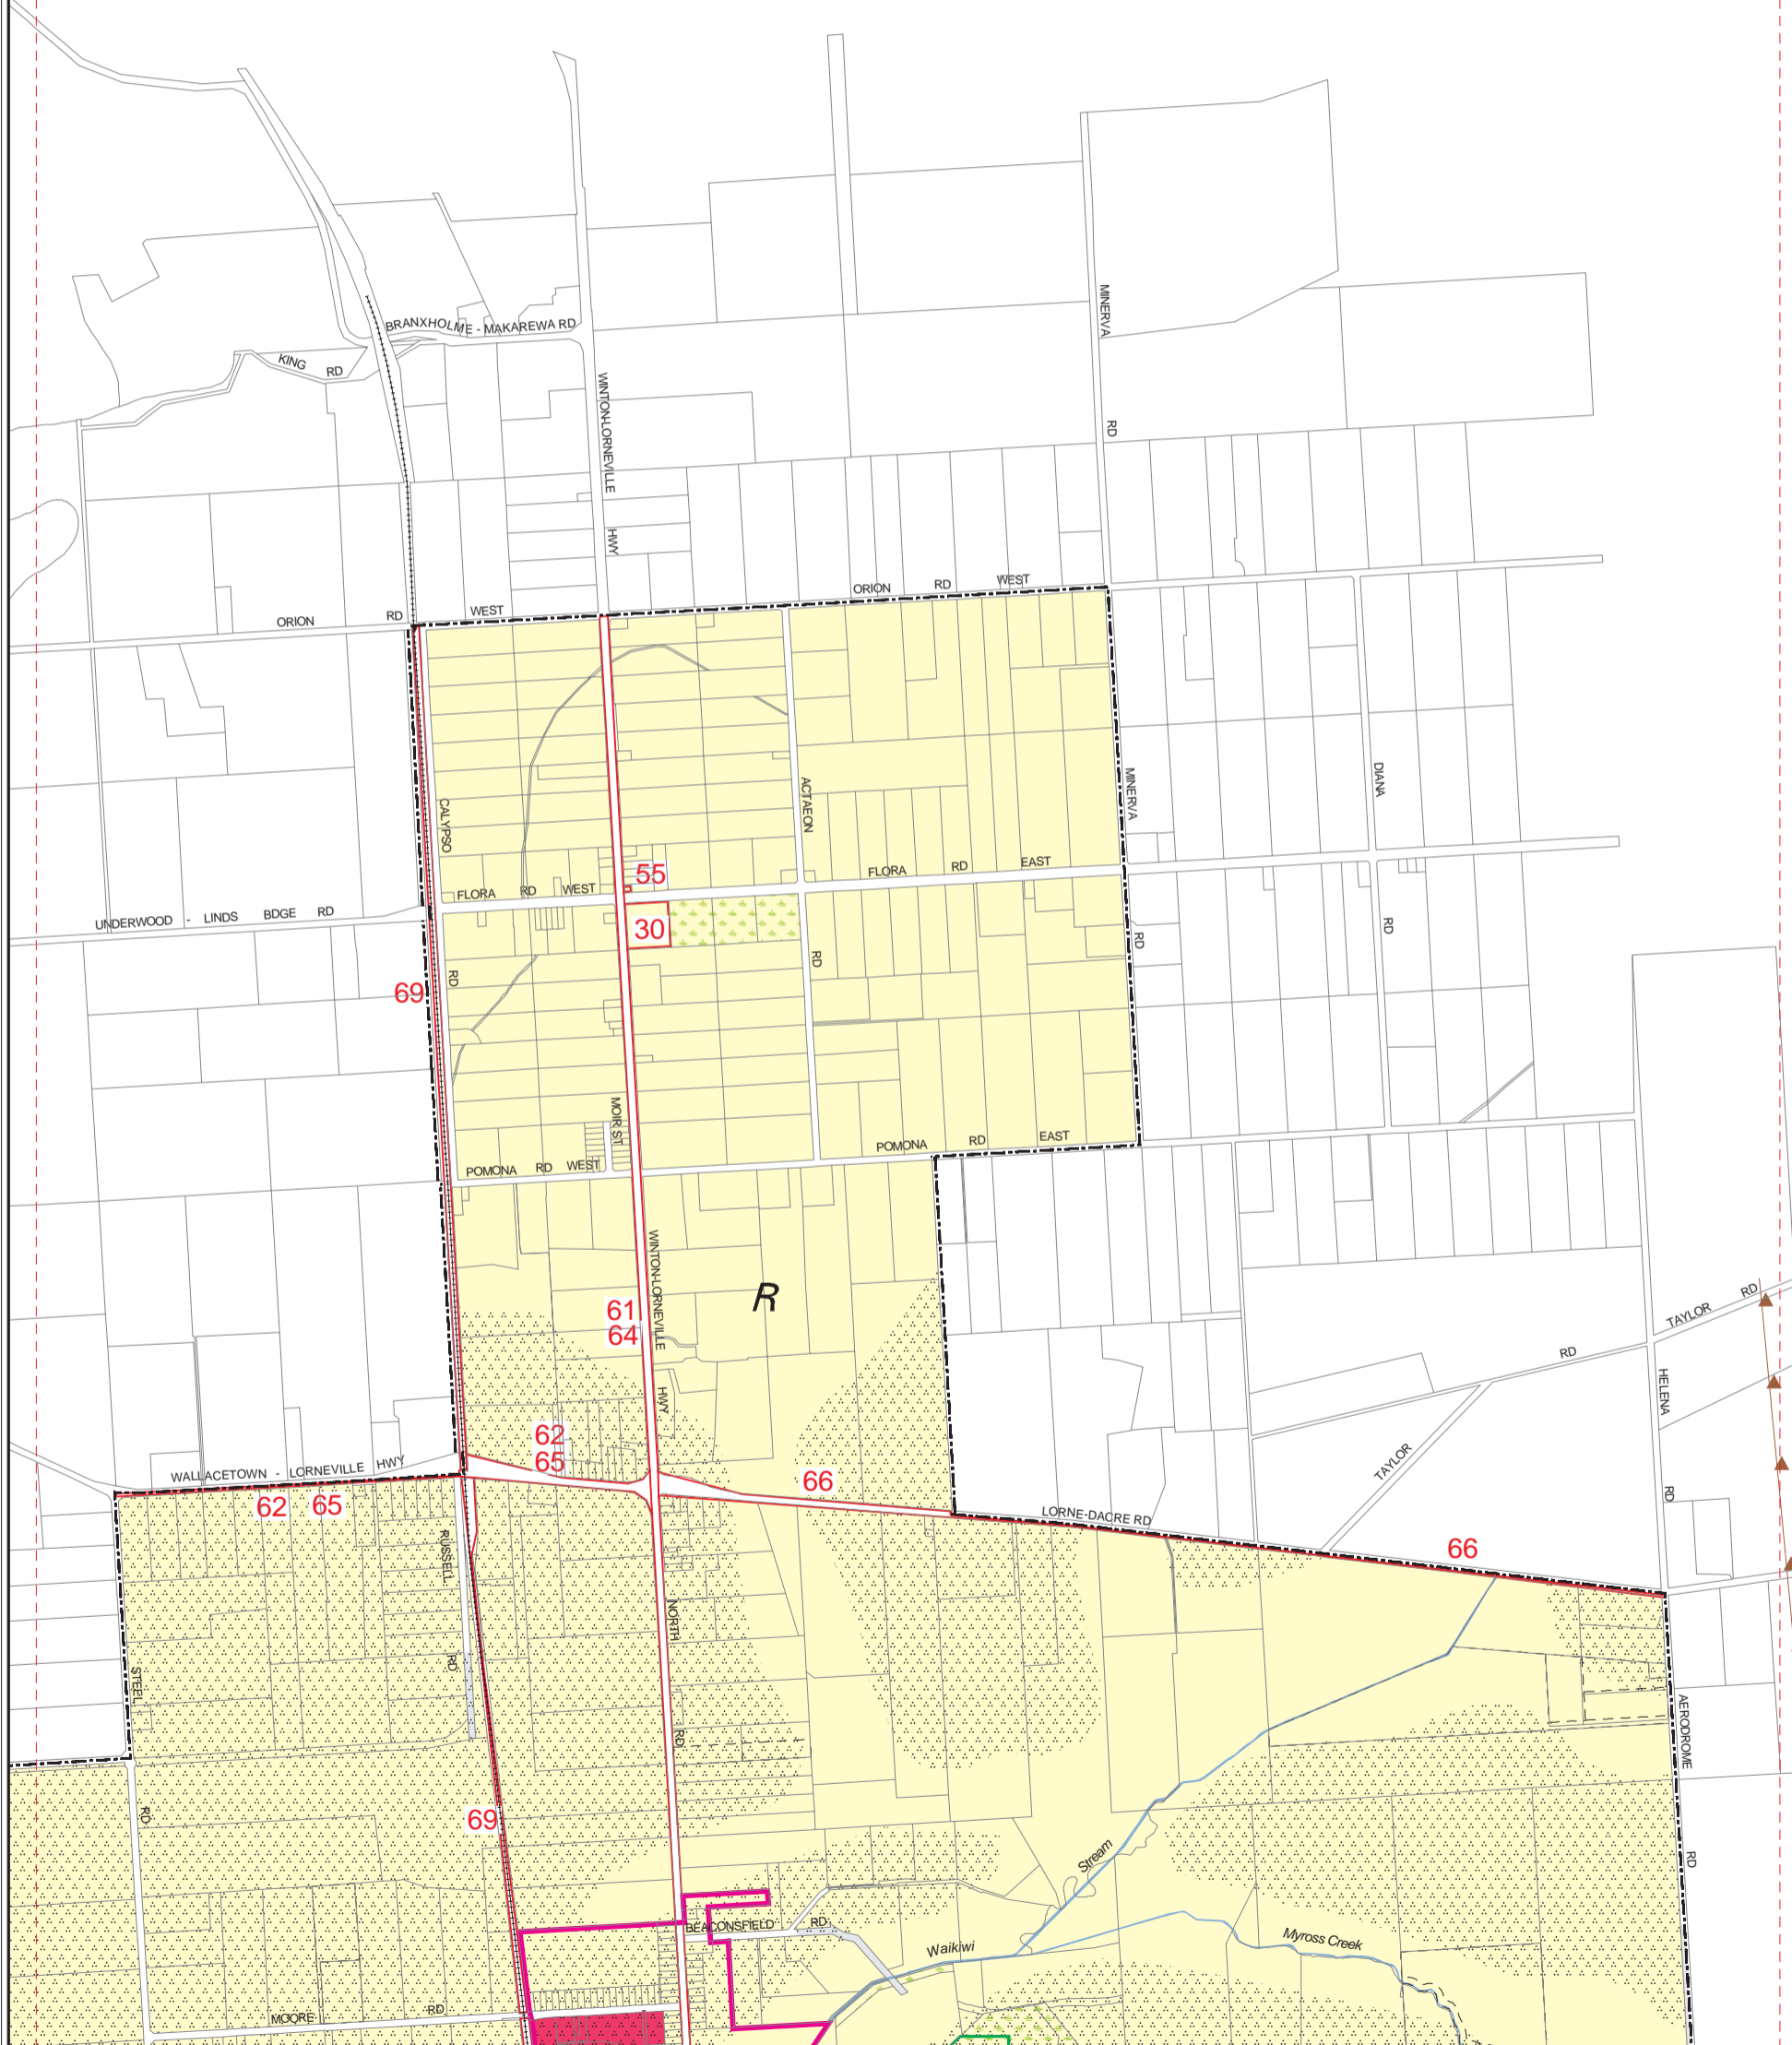 BRANXHOLME - MAKAREWA RD
KING RD
WINTON-LORNEVILLE
HWY
MINERVA
RD
ORION RD WEST
ORION RD WEST
CALYPSO
RD
ACTAEON
RD
MINERVA
RD
DIANA
RD
55
FLORA RD WEST
FLORA RD EAST
30
UNDERWOOD - LINDS BDGE RD
69
MOIR ST
POMONA RD WEST
POMONA RD EAST
WINTON-LORNEVILLE
HWY
R
61
64
TAYLOR RD
RD
TAYLOR
HELENA
RD
62
65
WALLACETOWN - LORNEVILLE HWY
62 65
66
LORNE-DACRE RD
66
RUSSELL
RD
NORTH
RD
STEEL
RD
AERODROME
RD
69
Stream
BEACONSFIELD RD
Waikiwi
Myross Creek
MOORE RD